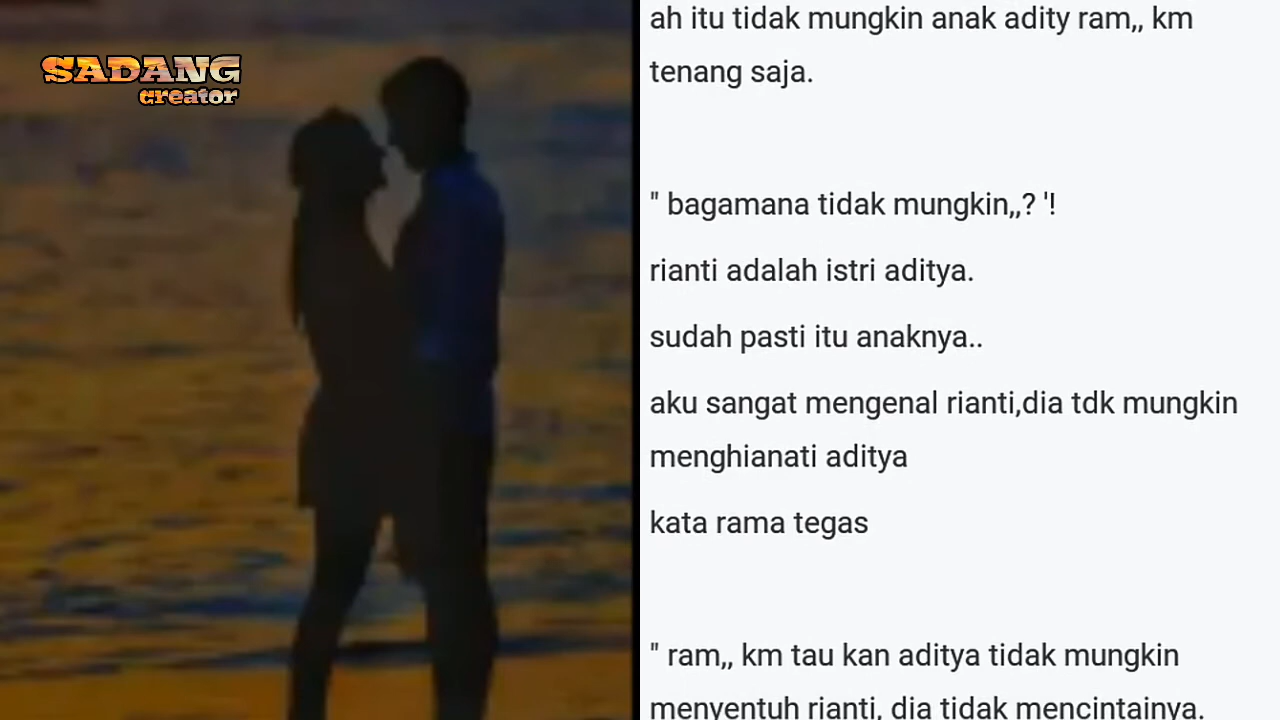 SADANG
creator
ah itu tidak mungkin anak adity ram,, km
tenang saja.
" bagamana tidak mungkin,,? '!
rianti adalah istri aditya.
sudah pasti itu anaknya..
aku sangat mengenal rianti,dia tdk mungkin
menghianati aditya
kata rama tegas
" ram,, km tau kan aditya tidak mungkin
menyentuh rianti, dia tidak mencintainya.